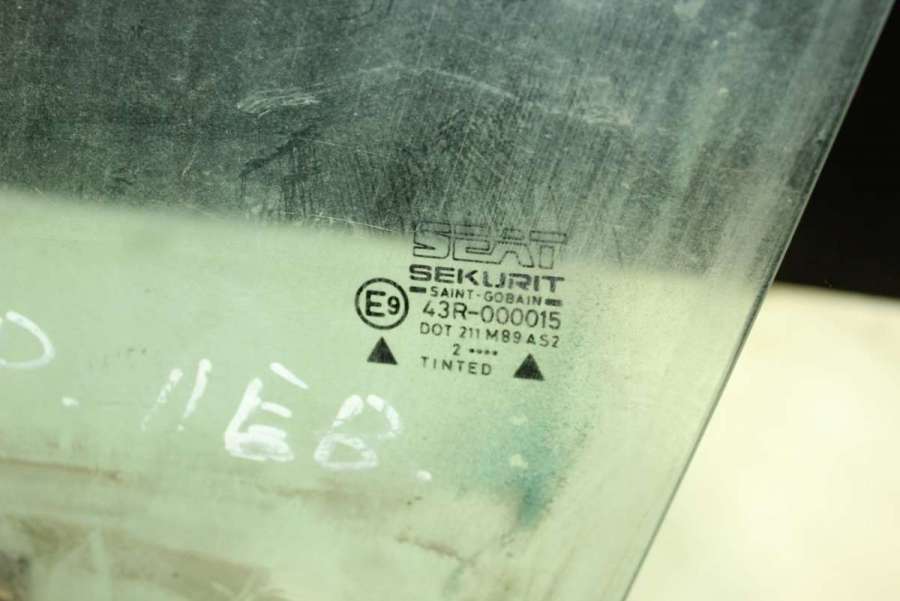 SEAT
SEKURIT
SAINT-GOBAIN
E9
43R-000015
DOT 211 M89 AS2
2 ••••
TINTED